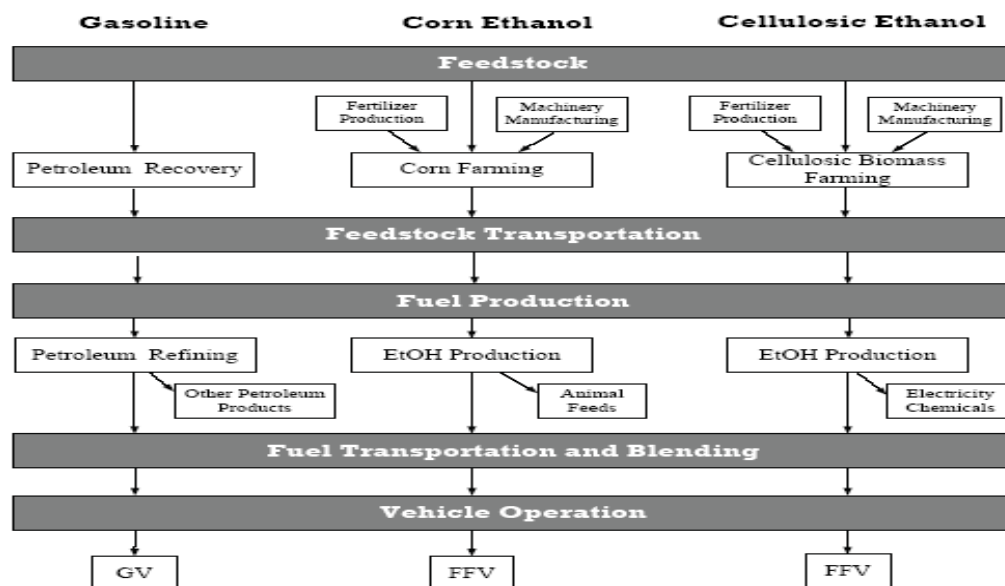 Gasoline
Corn Ethanol
Cellulosic Ethanol
Feedstock
Fertilizer
Production
Machinery
Manufacturing
Fertilizer
Production
Machinery
Manufacturing
Petroleum Recovery
Corn Farming
Cellulosic Biomass
Farming
Feedstock Transportation
Fuel Production
Petroleum Refining
EtOH Production
EtOH Production
Other Petroleum
Products
Animal
Feeds
Electricity
Chemicals
Fuel Transportation and Blending
Vehicle Operation
GV
FFV
FFV